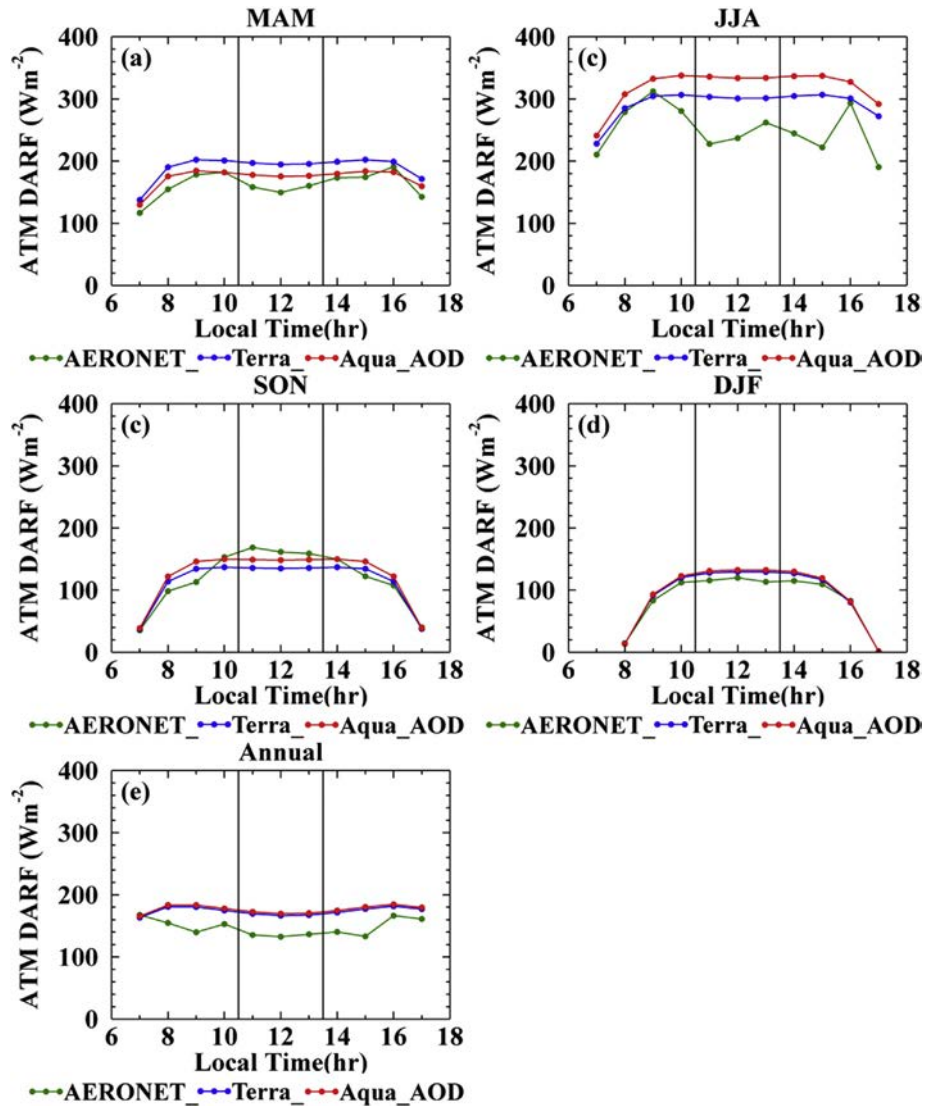 MAM
(a)
400
300
200
100
0
ATM DARF (Wm-2)
6 8 10 12 14 16 18
Local Time(hr)
AERONET_ Terra_ Aqua_AOD
JJA
(c)
400
300
200
100
0
ATM DARF (Wm-2)
6 8 10 12 14 16 18
Local Time(hr)
AERONET_ Terra_ Aqua_AOD
SON
(c)
400
300
200
100
0
ATM DARF (Wm-2)
6 8 10 12 14 16 18
Local Time(hr)
AERONET_ Terra_ Aqua_AOD
DJF
(d)
400
300
200
100
0
ATM DARF (Wm-2)
6 8 10 12 14 16 18
Local Time(hr)
AERONET_ Terra_ Aqua_AOD
Annual
(e)
400
300
200
100
0
ATM DARF (Wm-2)
6 8 10 12 14 16 18
Local Time(hr)
AERONET_ Terra_ Aqua_AOD